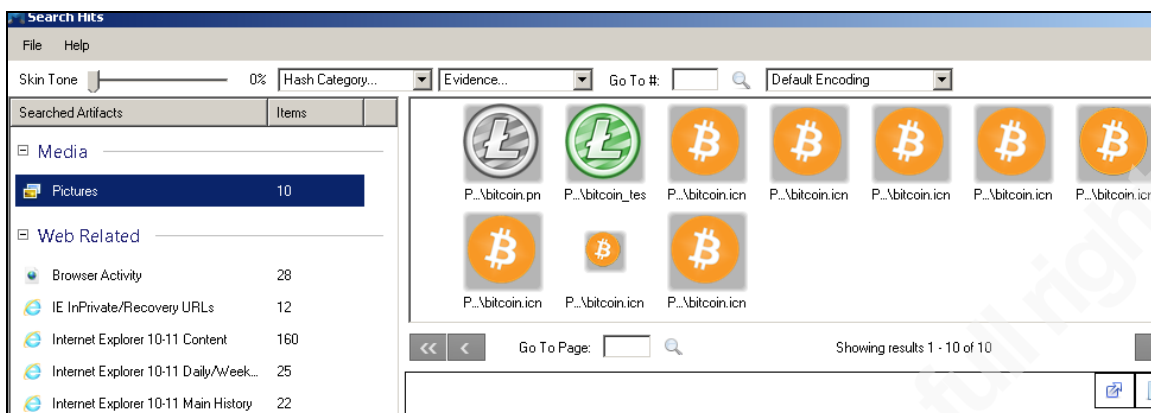 Search Hits
File Help
Skin Tone 0% Hash Category... Evidence... Go To #: Default Encoding
Searched Artifacts Items
Media
Pictures 10
Web Related
Browser Activity 28
IE InPrivate/Recovery URLs 12
Internet Explorer 10-11 Content 160
Internet Explorer 10-11 Daily/Week... 25
Internet Explorer 10-11 Main History 22
P...\bitcoin.pn P...\bitcoin_tes P...\bitcoin.icn P...\bitcoin.icn P...\bitcoin.icn P...\bitcoin.icn
P...\bitcoin.icn P...\bitcoin.icn P...\bitcoin.icn
<< < Go To Page: Showing results 1 - 10 of 10
full righ